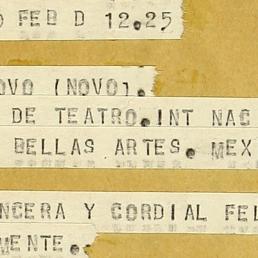 FEB D 12.25
OVO (NOVO).
DE TEATRO.INT NAC
BELLAS ARTES. MEX
NCERA Y CORDIAL FEL
MENTE.